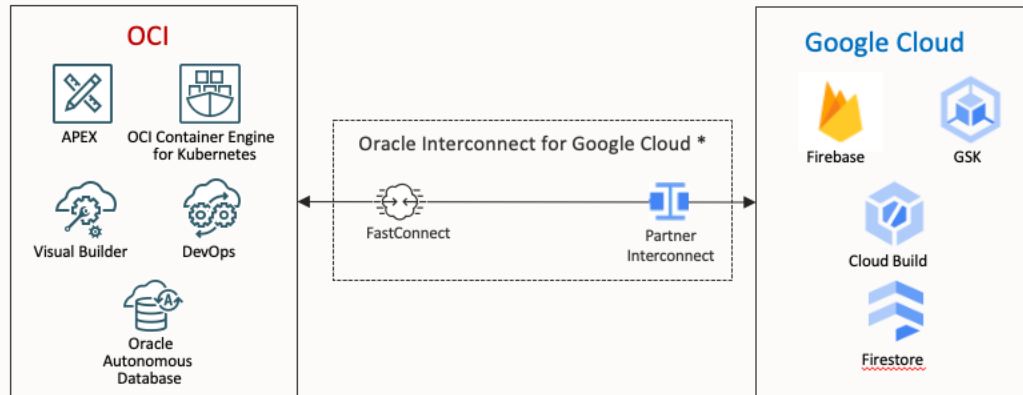 OCI
APEX
OCI Container Engine
for Kubernetes
Visual Builder
DevOps
A
Oracle
Autonomous
Database
Oracle Interconnect for Google Cloud *
FastConnect
Partner
Interconnect
Google Cloud
Firebase
GSK
Cloud Build
Firestore